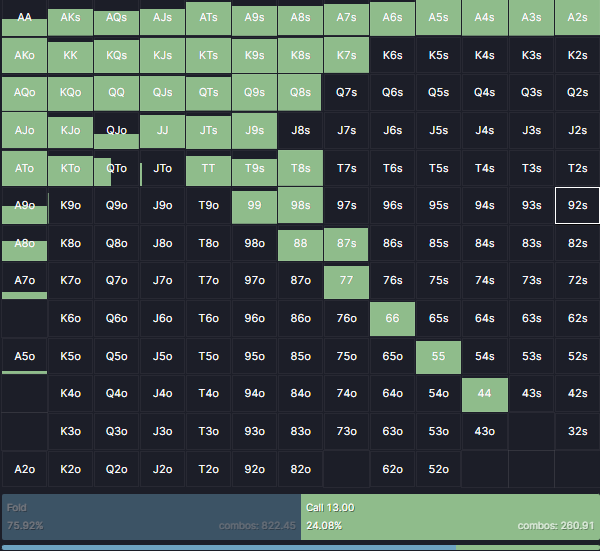 AA AKs AQs AJs ATs A9s A8s A7s A6s A5s A4s A3s A2s
AKo KK KQs KJs KTs K9s K8s K7s K6s K5s K4s K3s K2s
AQo KQo QQ QJs QTs Q9s Q8s Q7s Q6s Q5s Q4s Q3s Q2s
AJo KJo QJo JJ JTs J9s J8s J7s J6s J5s J4s J3s J2s
ATo KTo QTo JTo TT T9s T8s T7s T6s T5s T4s T3s T2s
A9o K9o Q9o J9o T9o 99 98s 97s 96s 95s 94s 93s 92s
A8o K8o Q8o J8o T8o 98o 88 87s 86s 85s 84s 83s 82s
A7o K7o Q7o J7o T7o 97o 87o 77 76s 75s 74s 73s 72s
K6o Q6o J6o T6o 96o 86o 76o 66 65s 64s 63s 62s
A5o K5o Q5o J5o T5o 95o 85o 75o 65o 55 54s 53s 52s
K4o Q4o J4o T4o 94o 84o 74o 64o 54o 44 43s 42s
K3o Q3o J3o T3o 93o 83o 73o 63o 53o 43o 32s
A2o K2o Q2o J2o T2o 92o 82o 62o 52o
Fold Call 13.00
75.92% combos: 822.45 24.08% combos: 260.91